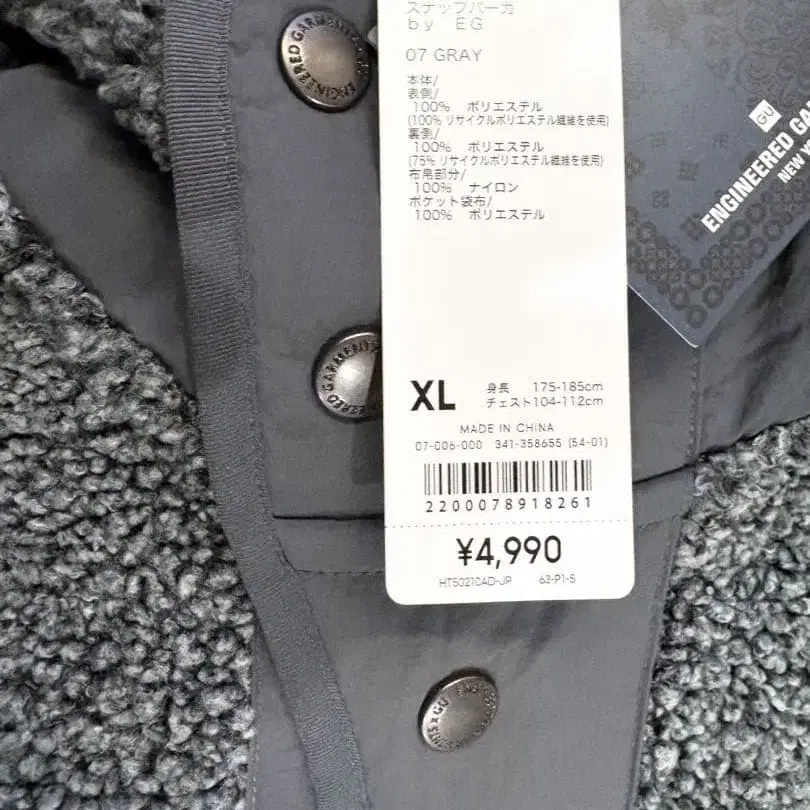 スナップパーカ
by EG
07 GRAY
本体/
表側/
100% ポリエステル
(100% リサイクルポリエステル繊維を使用)
裏側/
100% ポリエステル
(75% リサイクルポリエステル繊維を使用)
布帛部分/
100% ナイロン
ポケット袋布/
100% ポリエステル
XL 身長 175-185cm
チェスト104-112cm
MADE IN CHINA
07-006-000 341-358655 (54-01)
2200078918261
¥4,990
HT50210AD-JP 63-P1-5
GU
ENGINEERED GA
NEW Y
ENGINEERED GARMENTS
ENGINEERED GARMENTS